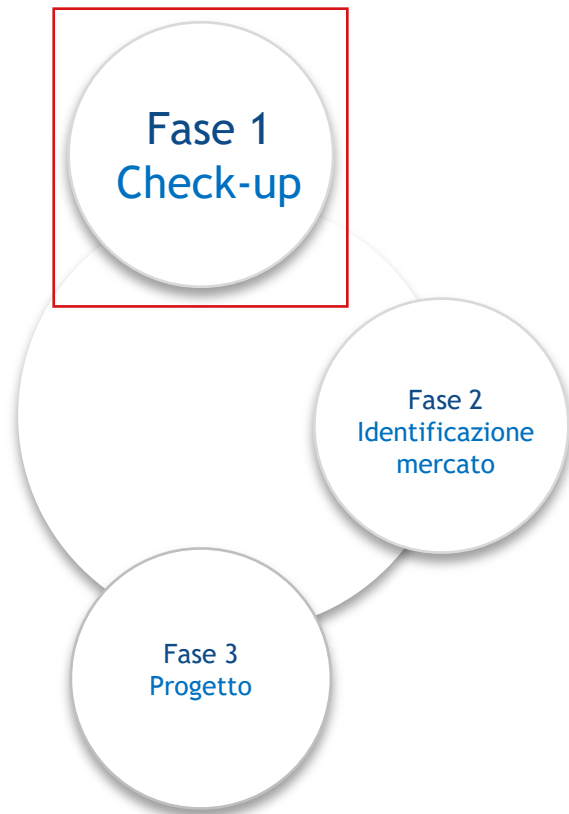 Fase 1
Check-up
Fase 2
Identificazione
mercato
Fase 3
Progetto